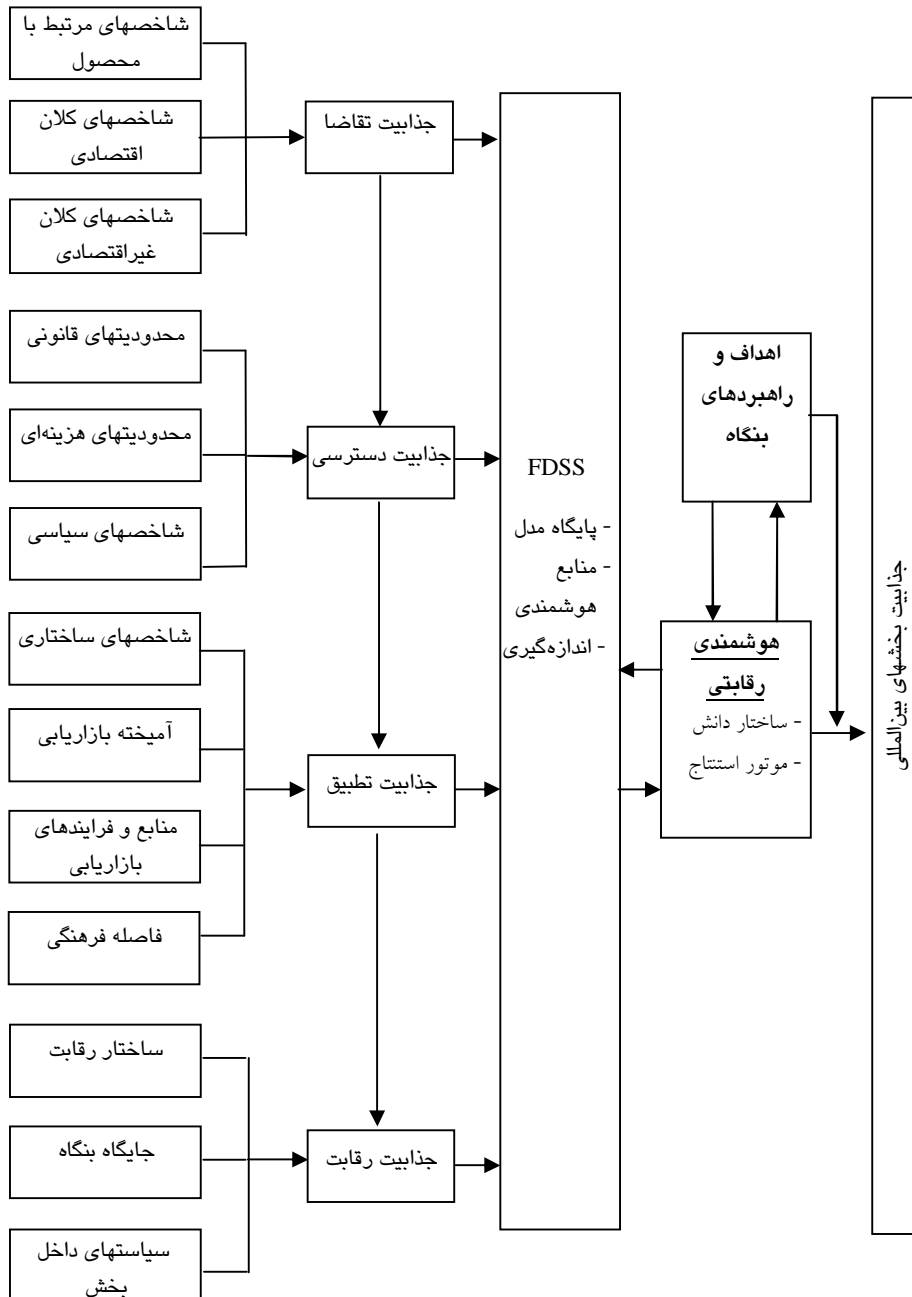 شاخصهای مرتبط با
محصول
شاخصهای کلان
اقتصادی
شاخصهای کلان
غیراقتصادی
محدودیتهای قانونی
محدودیتهای هزینه‌ای
شاخصهای سیاسی
شاخصهای ساختاری
آمیخته بازاریابی
منابع و فرایندهای
بازاریابی
فاصله فرهنگی
ساختار رقابت
جایگاه بنگاه
سیاستهای داخل
بخش
جذابیت تقاضا
جذابیت دسترسی
جذابیت تطبیق
جذابیت رقابت
FDSS
- پایگاه مدل
- منابع
هوشمندی
- اندازه‌گیری
اهداف و
راهبردهای
بنگاه
هوشمندی
رقابتی
- ساختار دانش
- موتور استنتاج
جذابیت بخشهای بین‌المللی